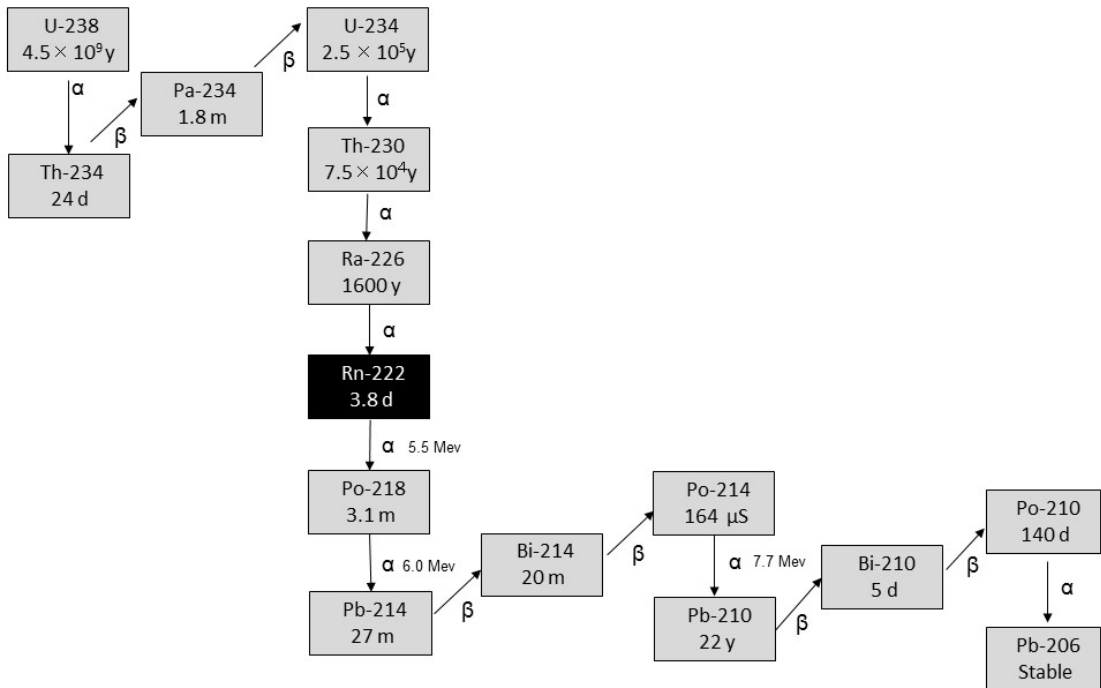 U-238
4.5 × 10⁹y
α
Th-234
24 d
β
Pa-234
1.8 m
β
U-234
2.5 × 10⁵y
α
Th-230
7.5 × 10⁴y
α
Ra-226
1600 y
α
Rn-222
3.8 d
α 5.5 Mev
Po-218
3.1 m
α 6.0 Mev
Pb-214
27 m
β
Bi-214
20 m
β
Po-214
164 µS
α 7.7 Mev
Pb-210
22 y
β
Bi-210
5 d
β
Po-210
140 d
α
Pb-206
Stable